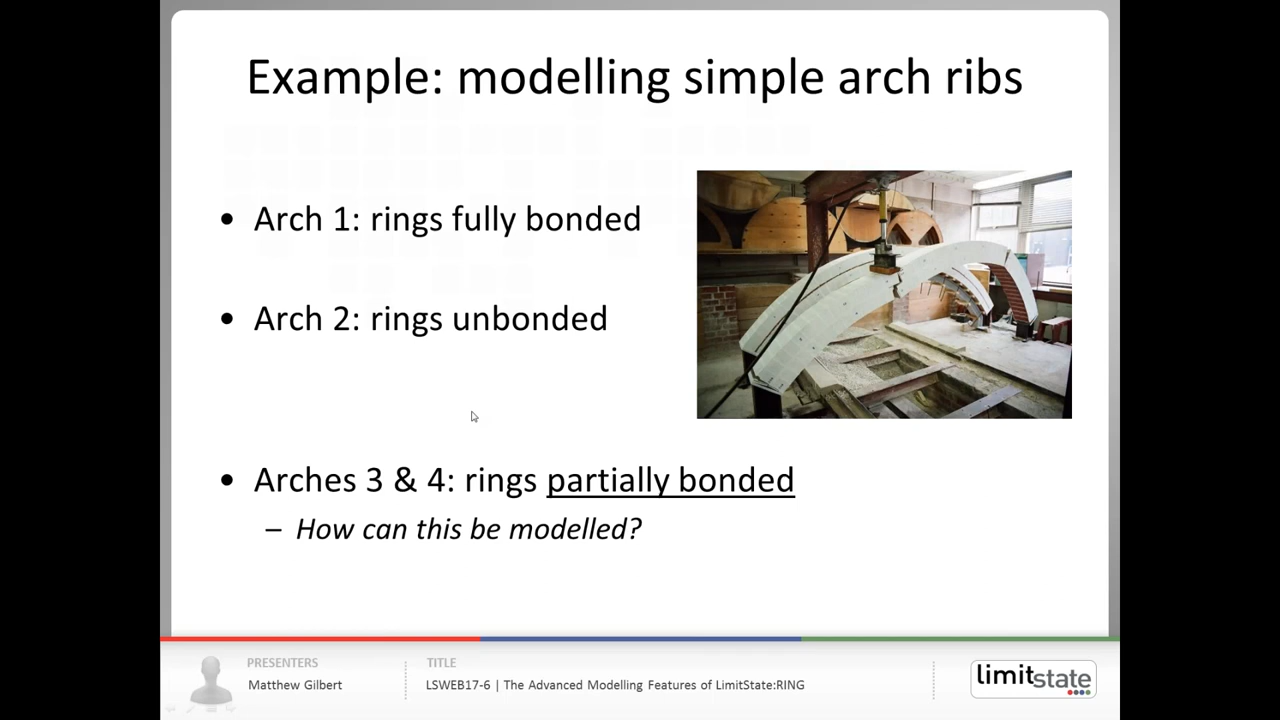 Example: modelling simple arch ribs
• Arch 1: rings fully bonded
• Arch 2: rings unbonded
• Arches 3 & 4: rings partially bonded
– How can this be modelled?
PRESENTERS
Matthew Gilbert
TITLE
LSWEB17-6 | The Advanced Modelling Features of LimitState:RING
limitstate